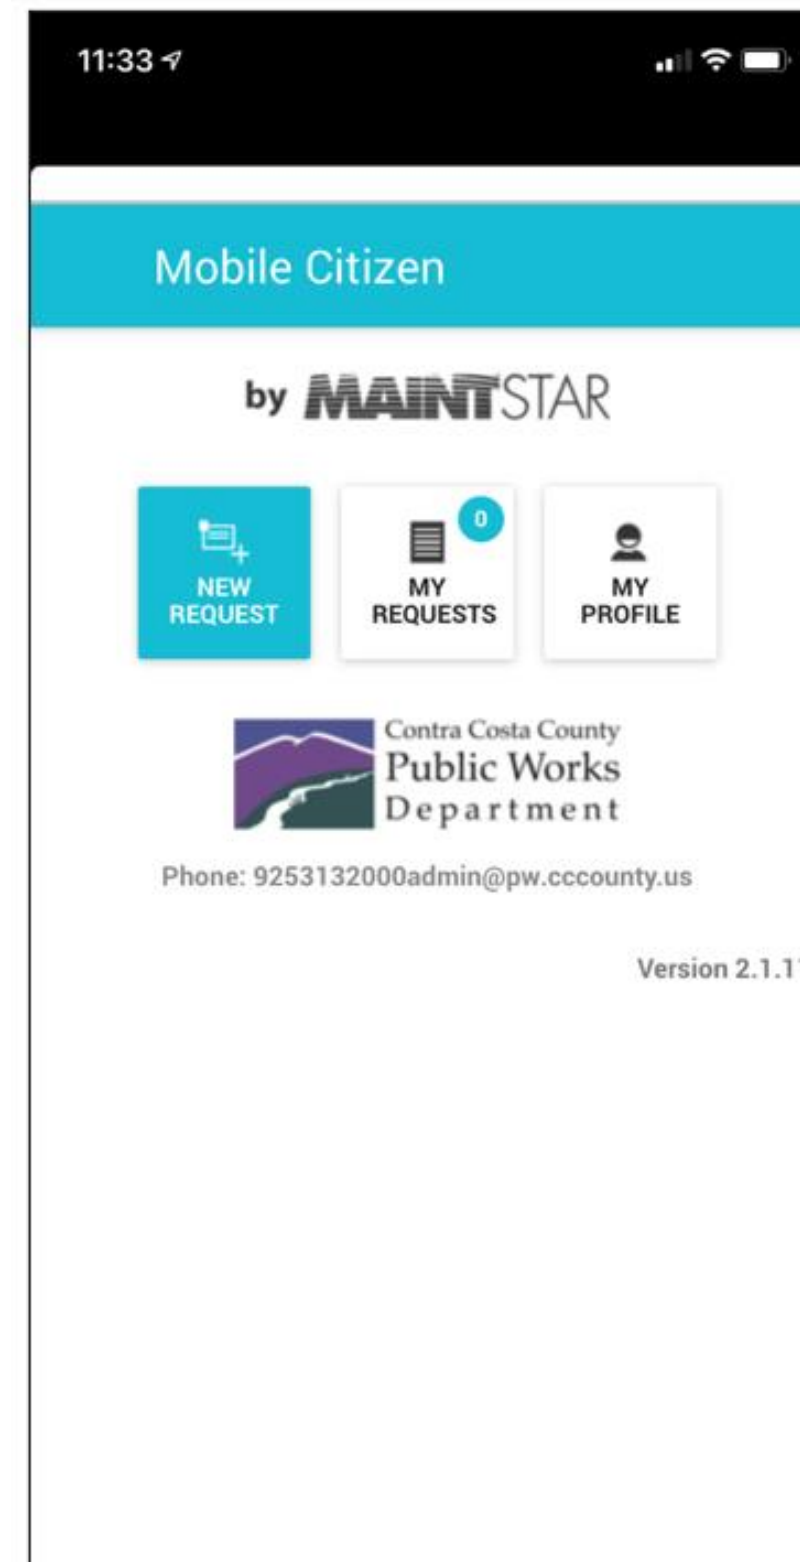 11:33
Mobile Citizen
by MAINTSTAR
0
NEW
REQUEST
MY
REQUESTS
MY
PROFILE
Contra Costa County
Public Works
Department
Phone: 9253132000admin@pw.cccounty.us
Version